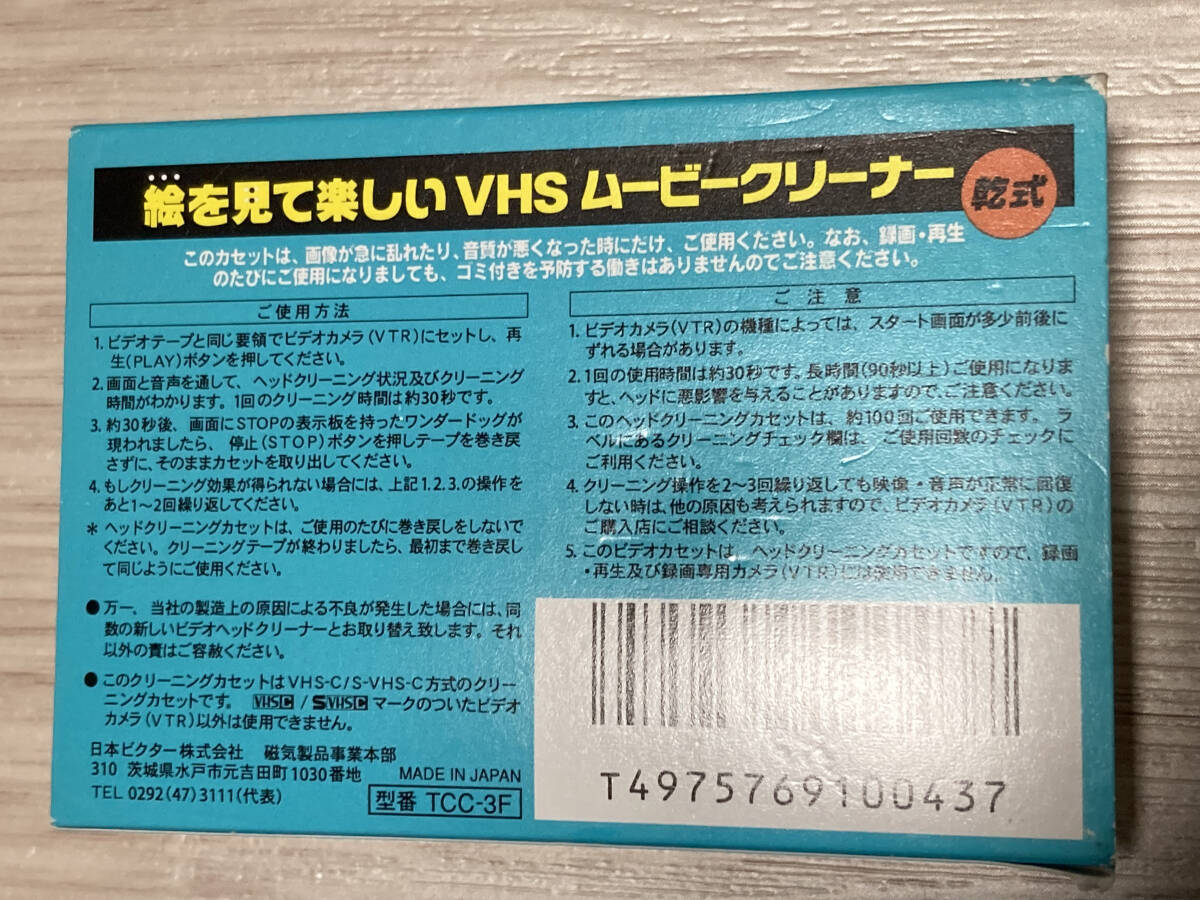 絵を見て楽しいVHSムービークリーナー
乾式
このカセットは、画像が急に乱れたり、音質が悪くなった時にだけ、ご使用ください。なお、録画・再生
のたびにご使用になりましても、ゴミ付きを予防する働きはありませんのでご注意ください。
ご使用方法
1. ビデオテープと同じ要領でビデオカメラ(VTR)にセットし、再
生(PLAY)ボタンを押してください。
2. 画面と音声を通して、ヘッドクリーニング状況及びクリーニング
時間がわかります。1回のクリーニング時間は約30秒です。
3. 約30秒後、画面にSTOPの表示板を持ったワンダードッグが
現われましたら、停止(STOP)ボタンを押しテープを巻き戻
さずに、そのままカセットを取り出してください。
4. もしクリーニング効果が得られない場合には、上記1.2.3.の操作を
あと1〜2回繰り返してください。
* ヘッドクリーニングカセットは、ご使用のたびに巻き戻しをしないで
ください。クリーニングテープが終わりましたら、最初まで巻き戻し
て同じようにご使用ください。
● 万一、当社の製造上の原因による不良が発生した場合には、同
数の新しいビデオヘッドクリーナーとお取り替え致します。それ
以外の責はご容赦ください。
● このクリーニングカセットはVHS-C/S-VHS-C方式のクリー
ニングカセットです。 VHSC / SVHSC マークのついたビデオ
カメラ(VTR)以外は使用できません。
日本ビクター株式会社 磁気製品事業本部
310 茨城県水戸市元吉田町1030番地 MADE IN JAPAN
TEL 0292(47)3111(代表) 型番 TCC-3F
ご注意
1. ビデオカメラ(VTR)の機種によっては、スタート画面が多少前後に
ずれる場合があります。
2. 1回の使用時間は約30秒です。長時間(90秒以上)ご使用になりま
すと、ヘッドに悪影響を与えることがありますので、ご注意ください。
3. このヘッドクリーニングカセットは、約100回ご使用できます。ラ
ベルにあるクリーニングチェック欄は、ご使用回数のチェックに
ご利用ください。
4. クリーニング操作を2〜3回繰り返しても映像・音声が正常に回復
しない時は、他の原因も考えられますので、ビデオカメラ(VTR)の
ご購入店にご相談ください。
5. このビデオカセットは、ヘッドクリーニングカセットですので、録画
・再生及び録画専用カメラ(VTR)には使用できません。
T4975769100437